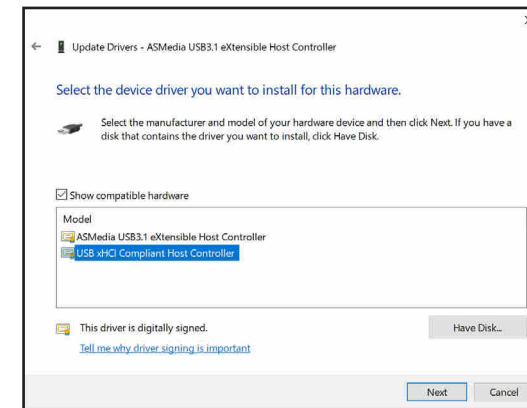 Update Drivers - ASMedia USB3.1 eXtensible Host Controller
Select the device driver you want to install for this hardware.
Select the manufacturer and model of your hardware device and then click Next. If you have a
disk that contains the driver you want to install, click Have Disk.
Show compatible hardware
Model
ASMedia USB3.1 eXtensible Host Controller
USB xHCI Compliant Host Controller
This driver is digitally signed.
Have Disk...
Tell me why driver signing is important
Next
Cancel